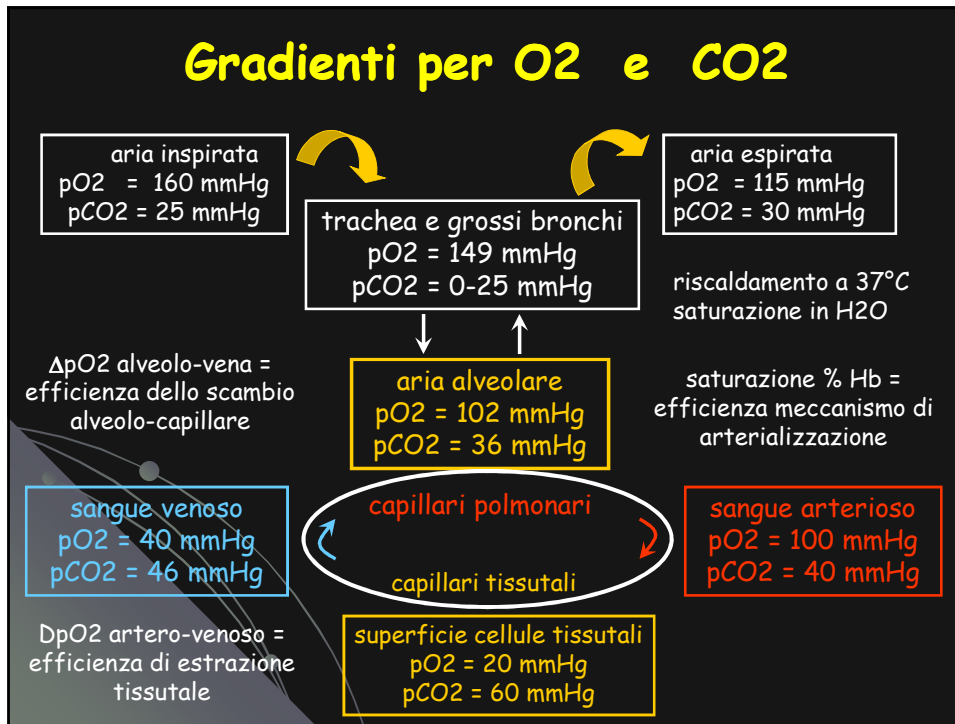 Gradienti per O2 e CO2
aria inspirata
pO2 = 160 mmHg
pCO2 = 25 mmHg
aria espirata
pO2 = 115 mmHg
pCO2 = 30 mmHg
trachea e grossi bronchi
pO2 = 149 mmHg
pCO2 = 0-25 mmHg
riscaldamento a 37°C
saturazione in H2O
ΔpO2 alveolo-vena =
efficienza dello scambio
alveolo-capillare
aria alveolare
pO2 = 102 mmHg
pCO2 = 36 mmHg
saturazione % Hb =
efficienza meccanismo di
arterializzazione
sangue venoso
pO2 = 40 mmHg
pCO2 = 46 mmHg
capillari polmonari
capillari tissutali
sangue arterioso
pO2 = 100 mmHg
pCO2 = 40 mmHg
DpO2 artero-venoso =
efficienza di estrazione
tissutale
superficie cellule tissutali
pO2 = 20 mmHg
pCO2 = 60 mmHg